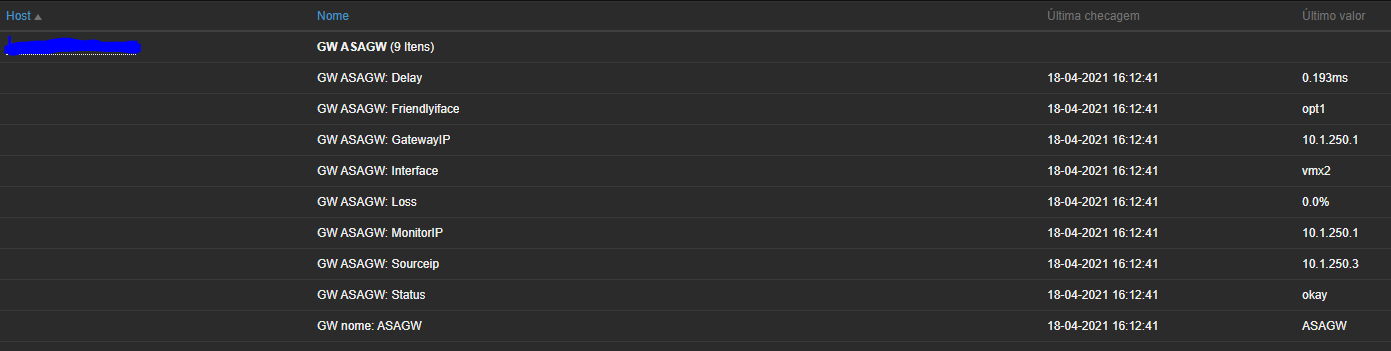 Host Nome Última checagem Último valor
GW ASAGW (9 Itens)
GW ASAGW: Delay 18-04-2021 16:12:41 0.193ms
GW ASAGW: Friendlyiface 18-04-2021 16:12:41 opt1
GW ASAGW: GatewayIP 18-04-2021 16:12:41 10.1.250.1
GW ASAGW: Interface 18-04-2021 16:12:41 vmx2
GW ASAGW: Loss 18-04-2021 16:12:41 0.0%
GW ASAGW: MonitorIP 18-04-2021 16:12:41 10.1.250.1
GW ASAGW: Sourceip 18-04-2021 16:12:41 10.1.250.3
GW ASAGW: Status 18-04-2021 16:12:41 okay
GW nome: ASAGW 18-04-2021 16:12:41 ASAGW